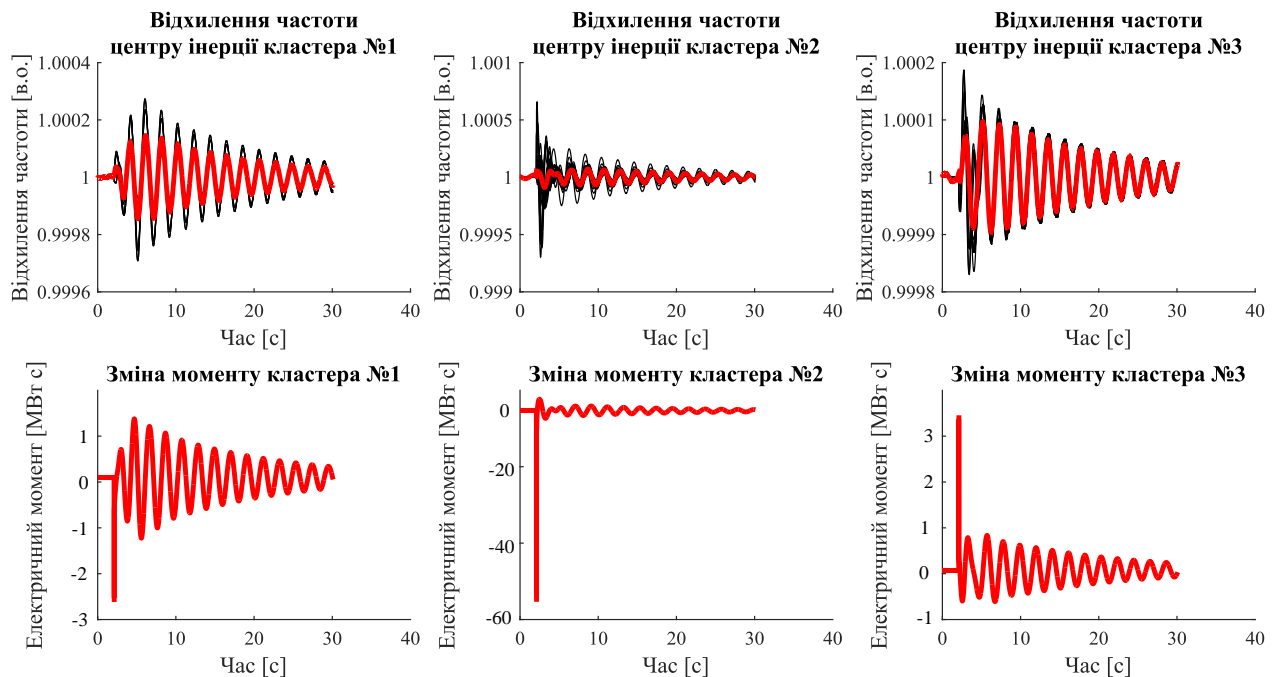 Відхилення частоти
центру інерції кластера №1
Відхилення частоти [в.о.]
1.0004
1.0002
1
0.9998
0.9996
0
10
20
30
40
Час [с]
Відхилення частоти
центру інерції кластера №2
Відхилення частоти [в.о.]
1.001
1.0005
1
0.9995
0.999
0
10
20
30
40
Час [с]
Відхилення частоти
центру інерції кластера №3
Відхилення частоти [в.о.]
1.0002
1.0001
1
0.9999
0.9998
0
10
20
30
40
Час [с]
Зміна моменту кластера №1
Електричний момент [МВт с]
1
0
-1
-2
-3
0
10
20
30
40
Час [с]
Зміна моменту кластера №2
Електричний момент [МВт с]
0
-20
-40
-60
0
10
20
30
40
Час [с]
Зміна моменту кластера №3
Електричний момент [МВт с]
3
2
1
0
-1
0
10
20
30
40
Час [с]